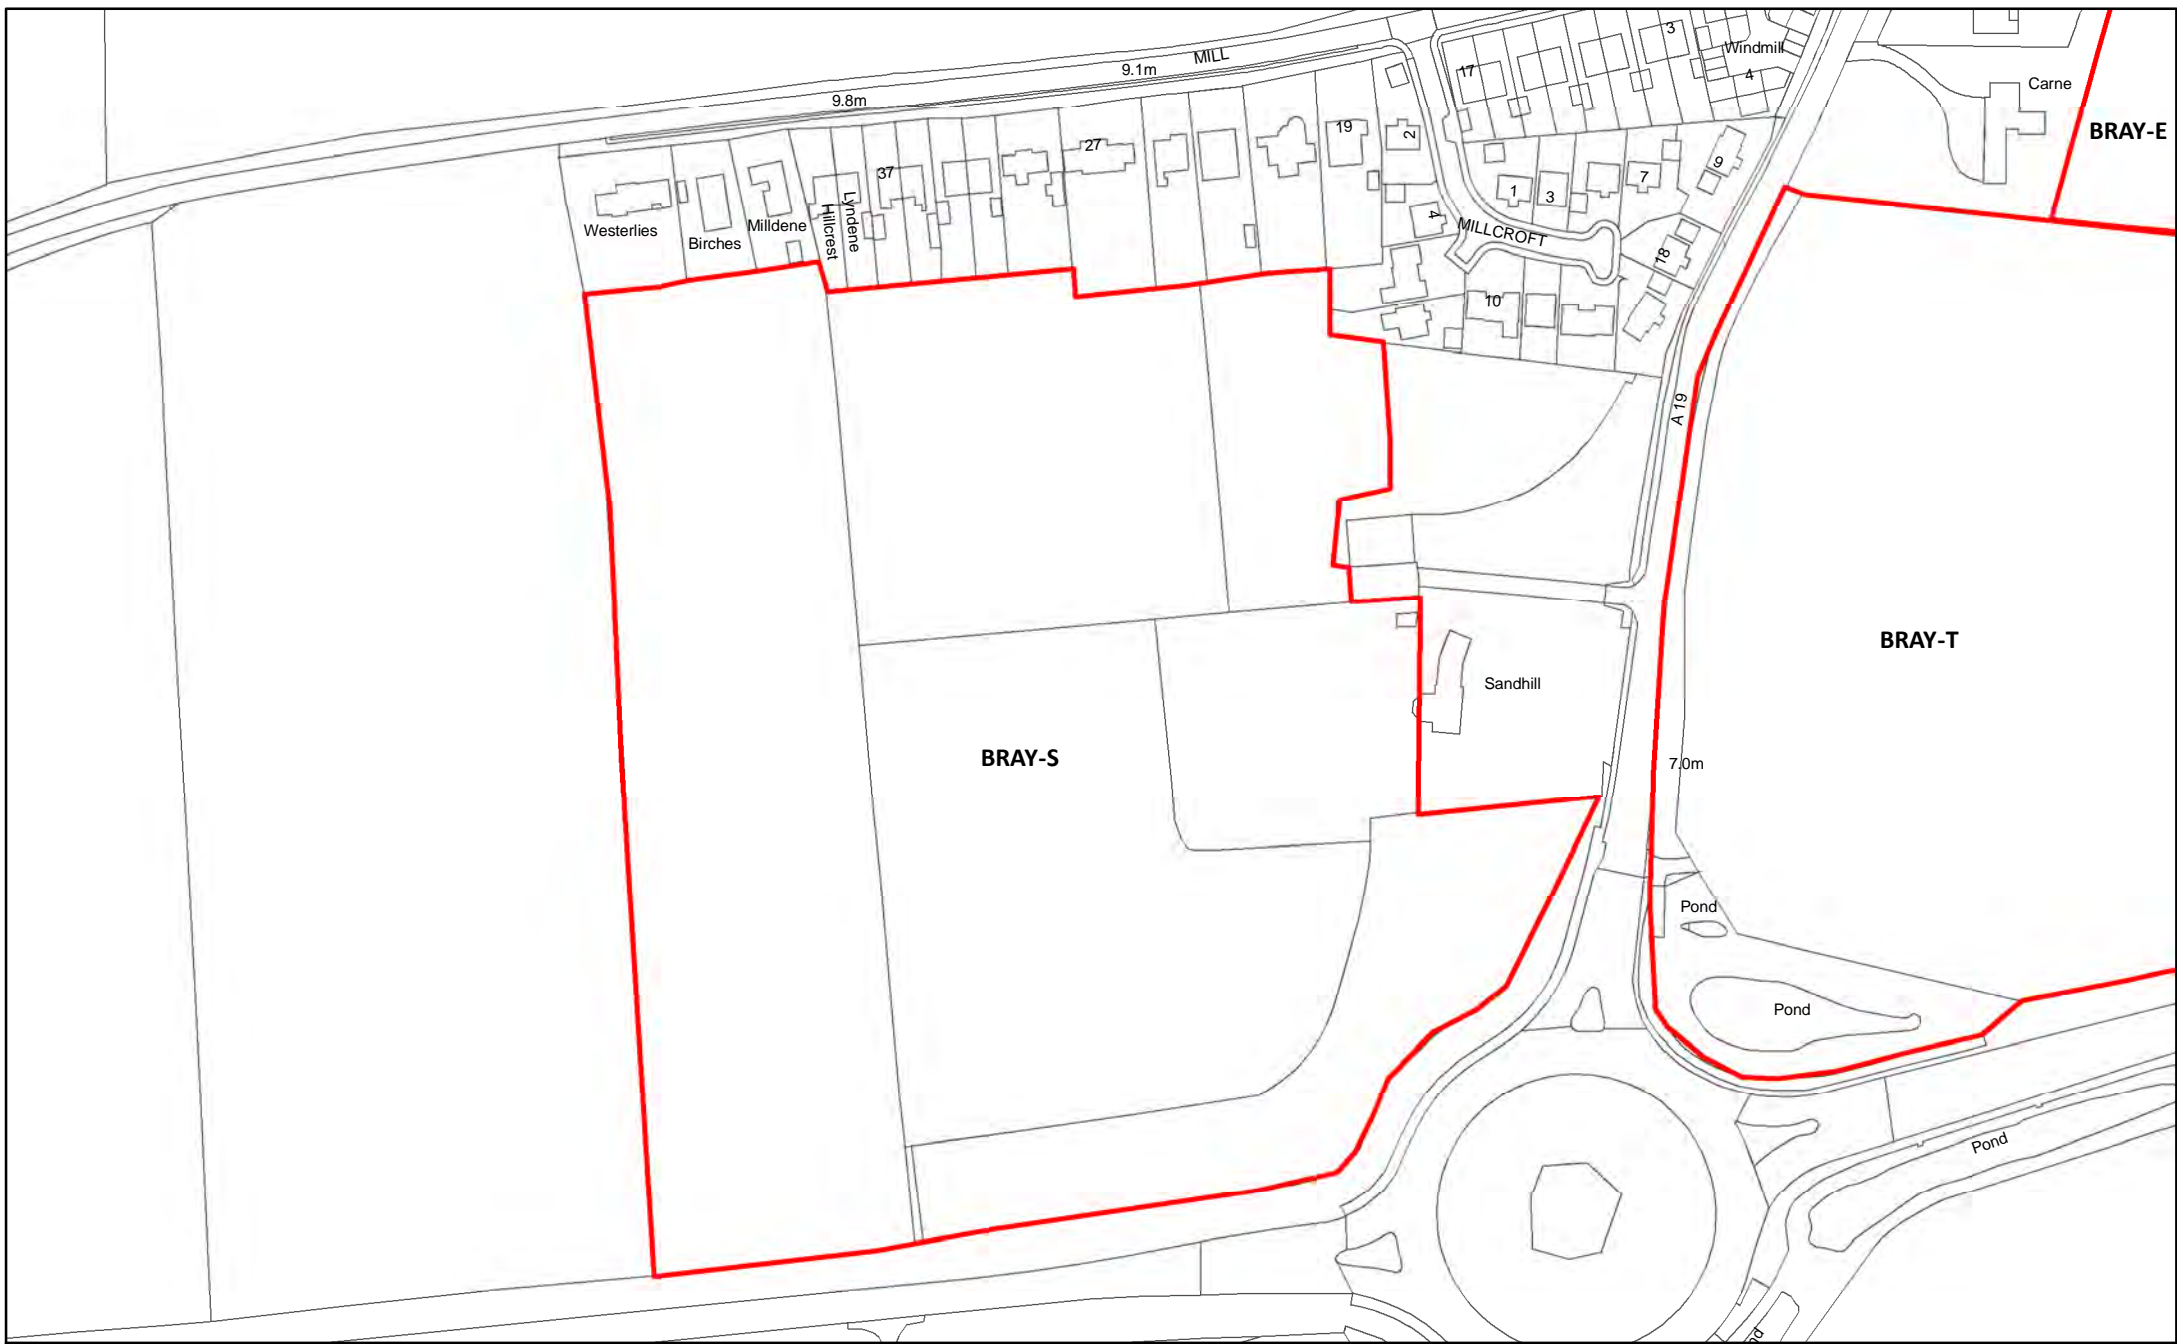 3
Windmill
MILL
9.1m
17
4
Carne
9.8m
BRAY-E
19
2
27
9
37
7
1
3
Lyndene
Hillcrest
Milldene
Westerlies
Birches
4
MILLCROFT
18
10
A 19
BRAY-T
Sandhill
BRAY-S
7.0m
Pond
Pond
Pond